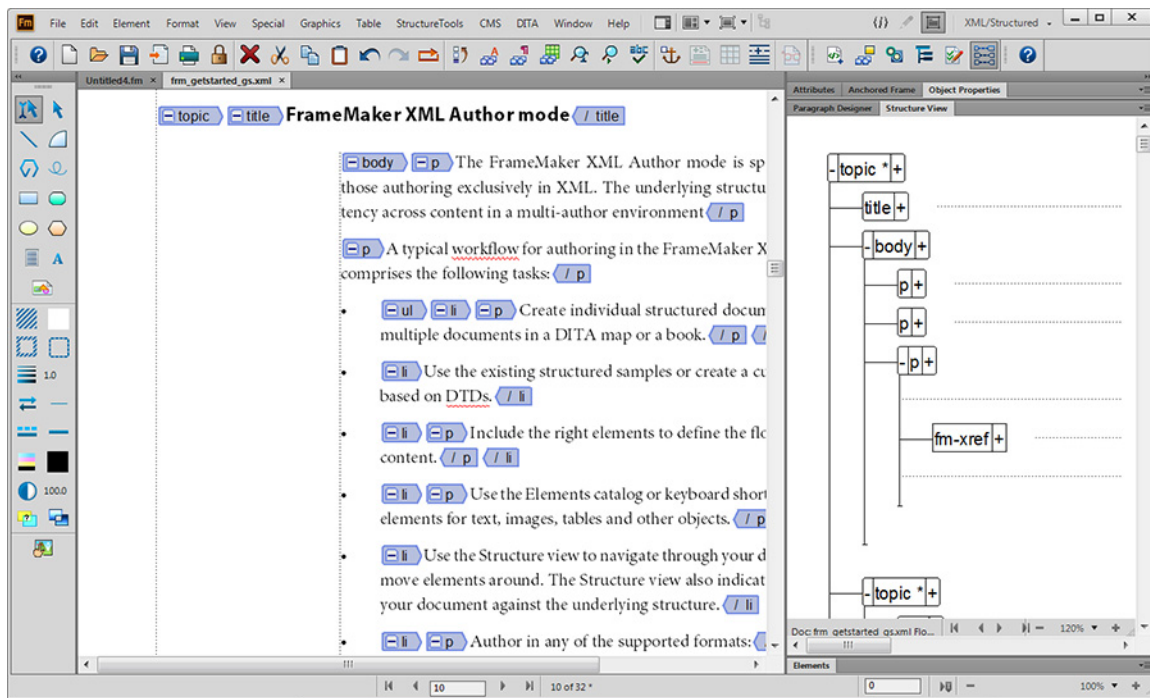 Fm File Edit Element Format View Special Graphics Table StructureTools CMS DITA Window Help XML/Structured
Untitled4.fm × frm_getstarted_gs.xml ×
topic title FrameMaker XML Author mode / title
body p The FrameMaker XML Author mode is sp
those authoring exclusively in XML. The underlying structu
tency across content in a multi-author environment / p
p A typical workflow for authoring in the FrameMaker X
comprises the following tasks: / p
• ul li p Create individual structured docum
multiple documents in a DITA map or a book. / p /
• li Use the existing structured samples or create a cu
based on DTDs. / li
• li p Include the right elements to define the flo
content. / p / li
• li p Use the Elements catalog or keyboard short
elements for text, images, tables and other objects. / p
• li Use the Structure view to navigate through your d
move elements around. The Structure view also indicat
your document against the underlying structure. / li
• li p Author in any of the supported formats: /
1.0
100.0
A
Attributes Anchored Frame Object Properties
Paragraph Designer Structure View
- topic * +
title +
- body +
p +
p +
- p +
fm-xref +
- topic * +
Doc: frm_getstarted_gs.xml Flo... 120%
Elements
10 10 of 32 * 0 100%